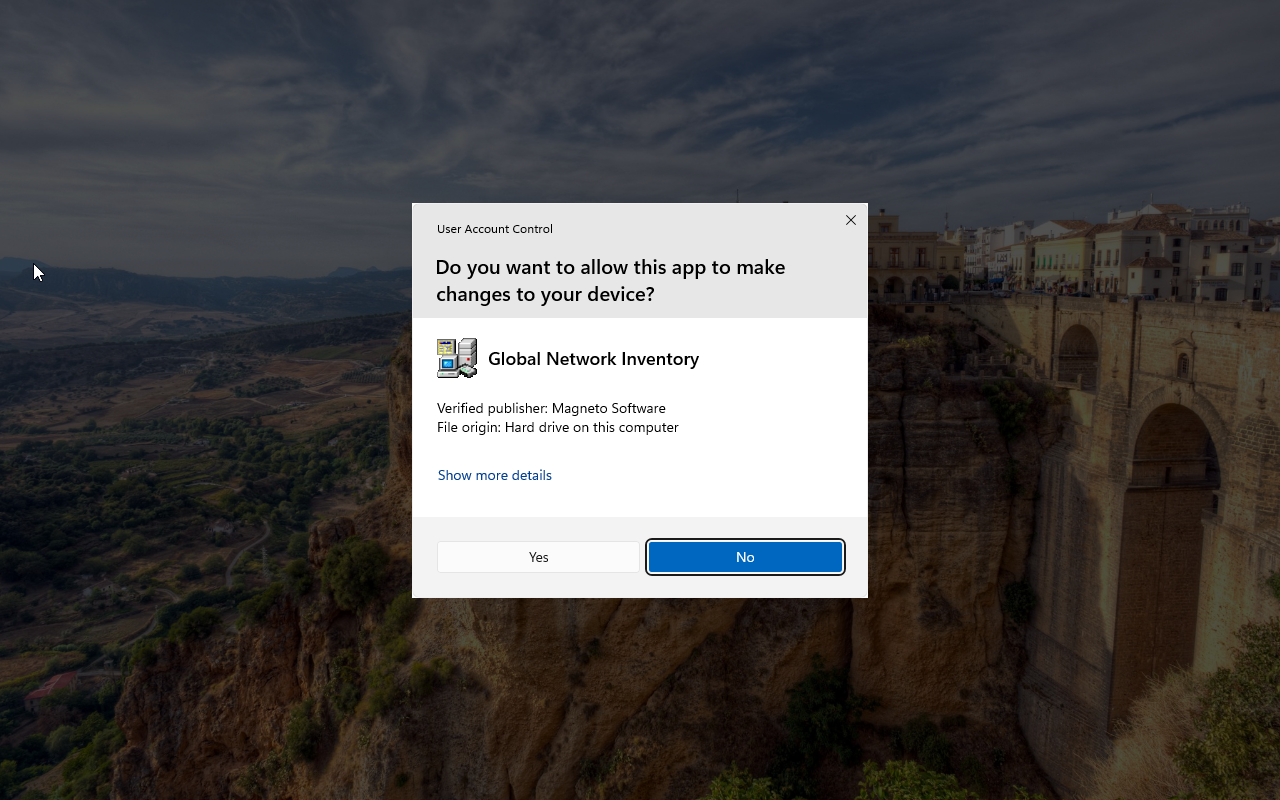 User Account Control
Do you want to allow this app to make
changes to your device?
Global Network Inventory
Verified publisher: Magneto Software
File origin: Hard drive on this computer
Show more details
Yes
No